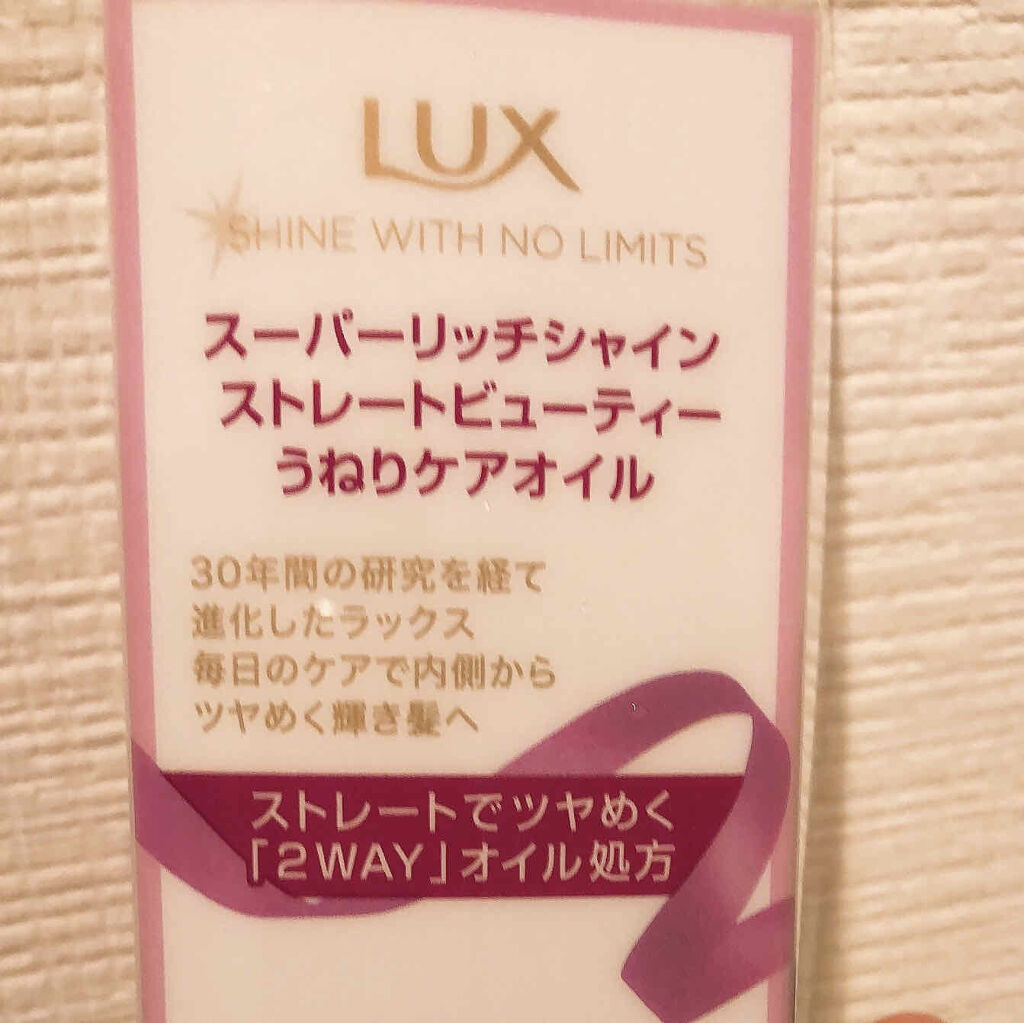 LUX
SHINE WITH NO LIMITS
スーパーリッチシャイン
ストレートビューティー
うねりケアオイル
30年間の研究を経て
進化したラックス
毎日のケアで内側から
ツヤめく輝き髪へ
ストレートでツヤめく
「2WAY」オイル処方